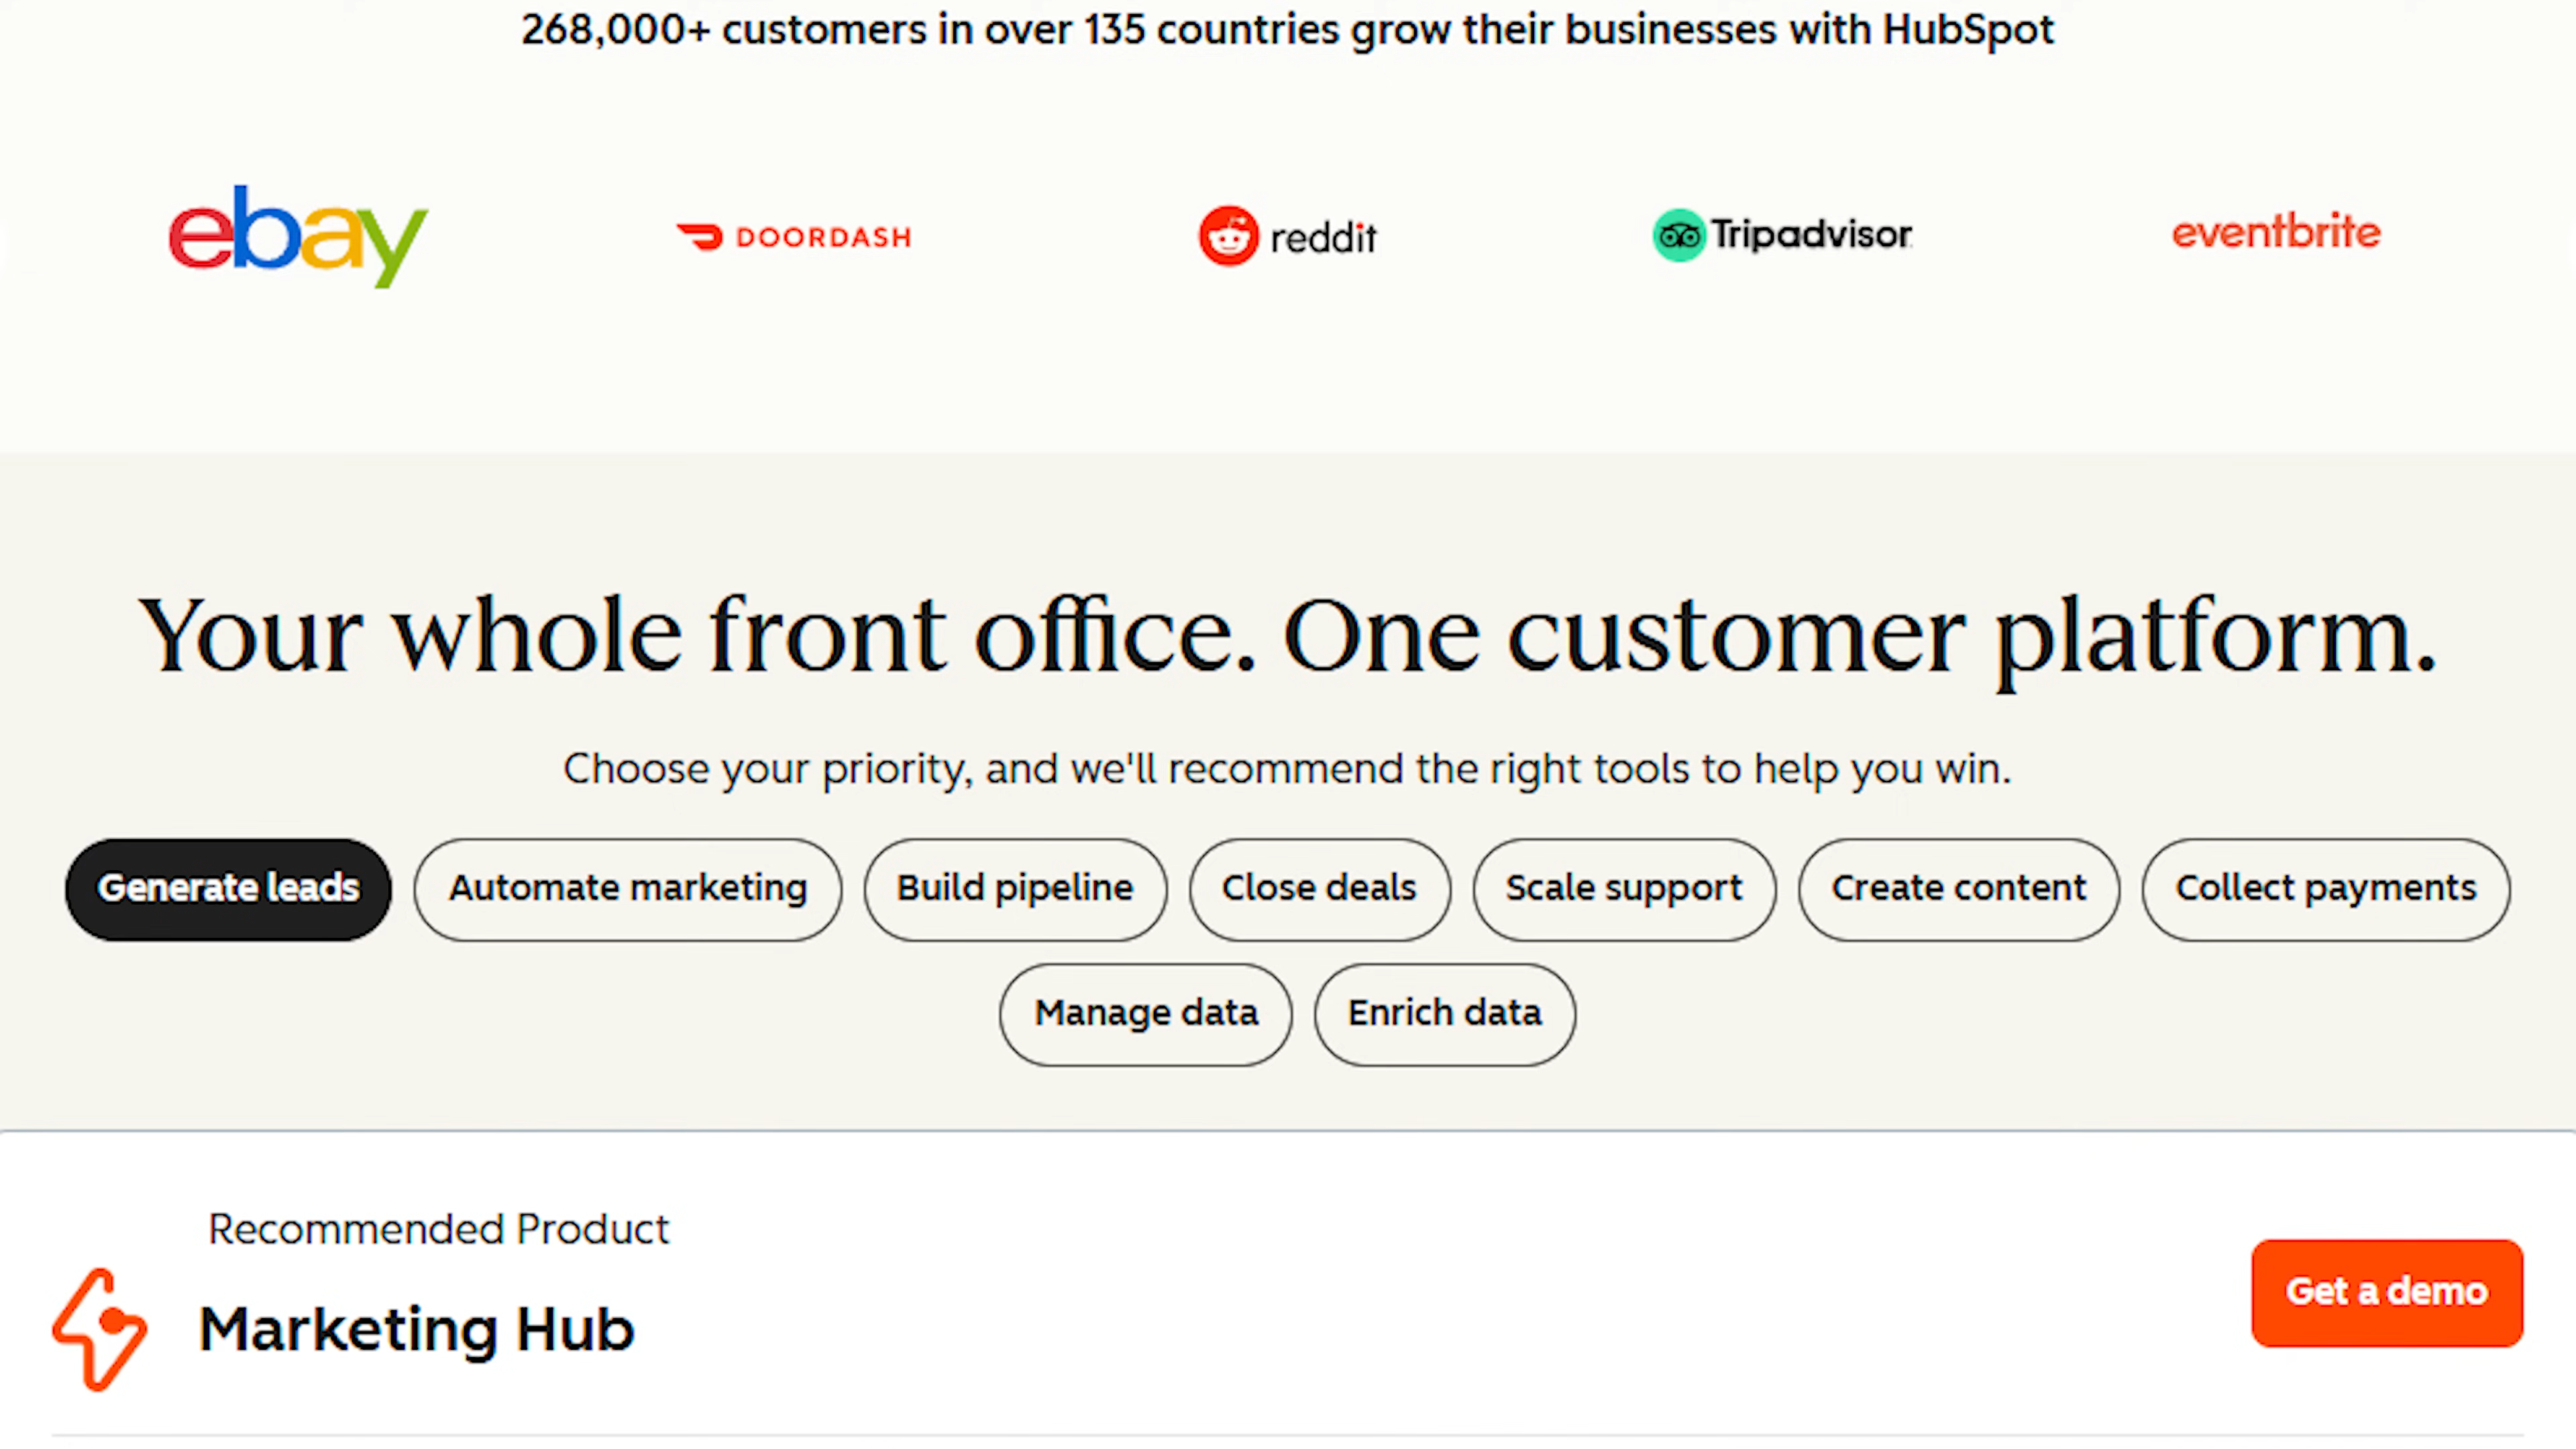 268,000+ customers in over 135 countries grow their businesses with HubSpot
ebay DOORDASH reddit Tripadvisor eventbrite
Your whole front office. One customer platform.
Choose your priority, and we'll recommend the right tools to help you win.
Generate leads Automate marketing Build pipeline Close deals Scale support Create content Collect payments
Manage data Enrich data
Recommended Product
Marketing Hub
Get a demo